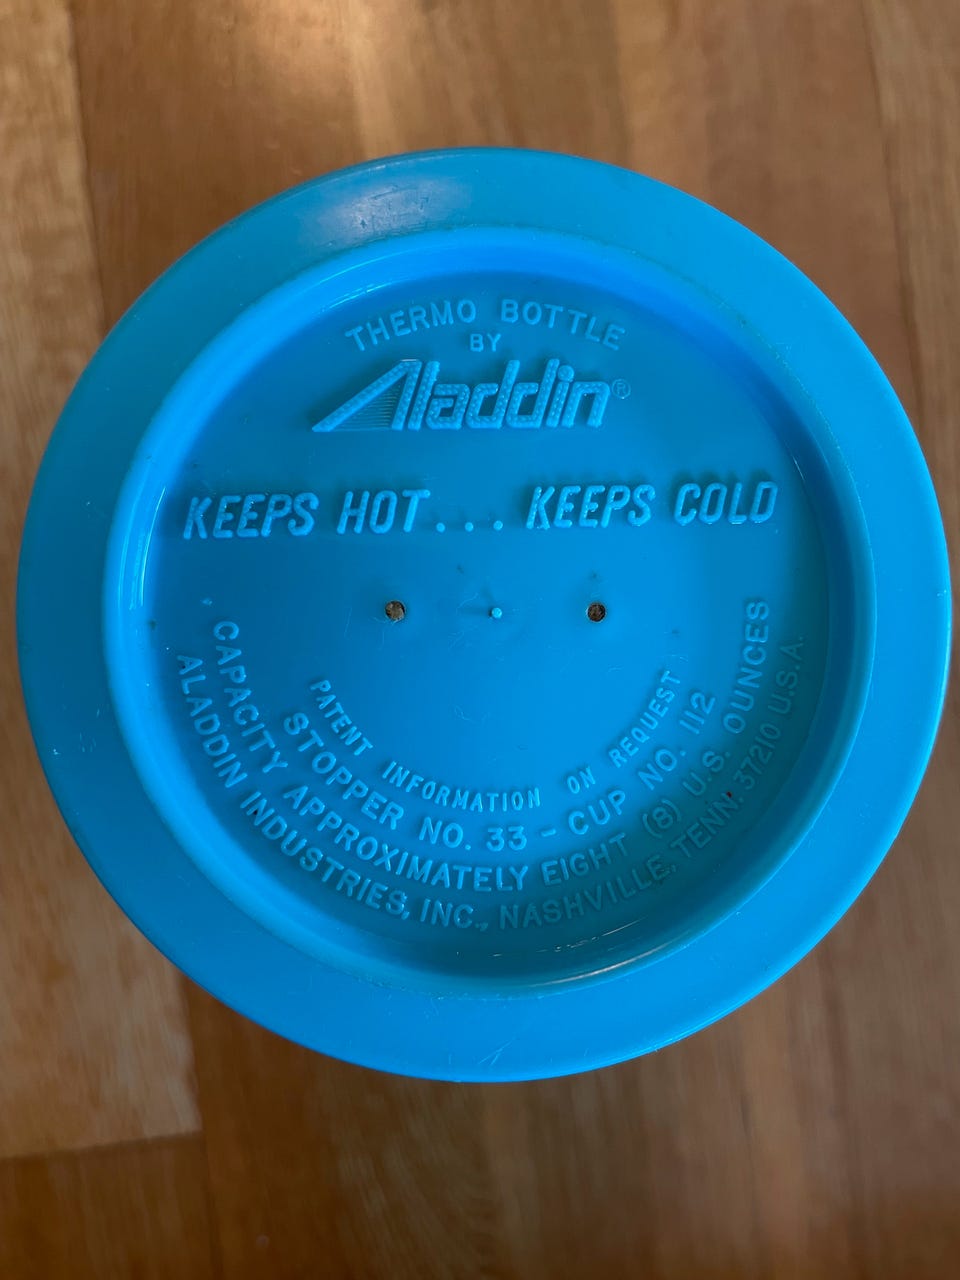 THERMO BOTTLE
BY
Aladdin®
KEEPS HOT... KEEPS COLD
PATENT INFORMATION ON REQUEST
STOPPER NO. 33 - CUP NO. 112
CAPACITY APPROXIMATELY EIGHT (8) U.S. OUNCES
ALADDIN INDUSTRIES, INC., NASHVILLE, TENN. 37210 U.S.A.